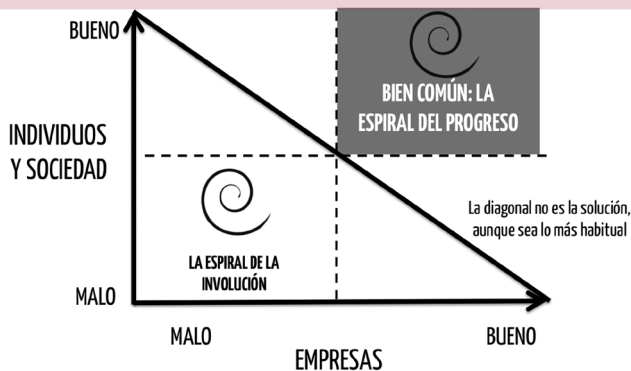 BUENO
BIEN COMÚN: LA
ESPIRAL DEL PROGRESO
INDIVIDUOS
Y SOCIEDAD
La diagonal no es la solución,
aunque sea lo más habitual
LA ESPIRAL DE LA
INVOLUCIÓN
MALO
MALO
BUENO
EMPRESAS